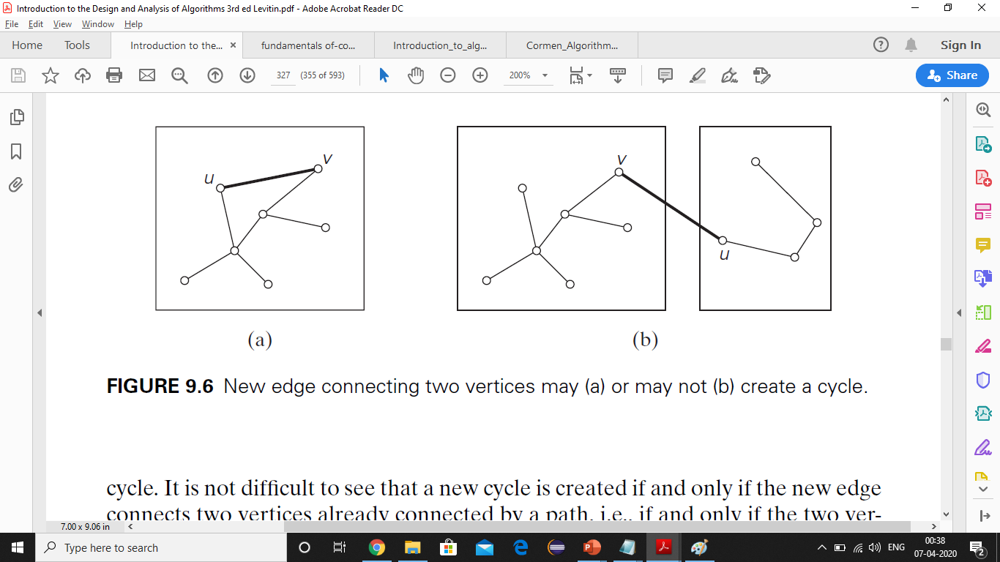 Introduction to the Design and Analysis of Algorithms 3rd ed Levitin.pdf - Adobe Acrobat Reader DC
File Edit View Window Help
Home Tools Introduction to the... × fundamentals of-co... Introduction_to_alg... Cormen_Algorithm... ? Sign In
327 (355 of 593) 200% Share
v
u
v
u
(a) (b)
FIGURE 9.6 New edge connecting two vertices may (a) or may not (b) create a cycle.
cycle. It is not difficult to see that a new cycle is created if and only if the new edge
connects two vertices already connected by a path, i.e., if and only if the two ver-
7.00 x 9.06 in
Type here to search ENG 00:38
07-04-2020 2